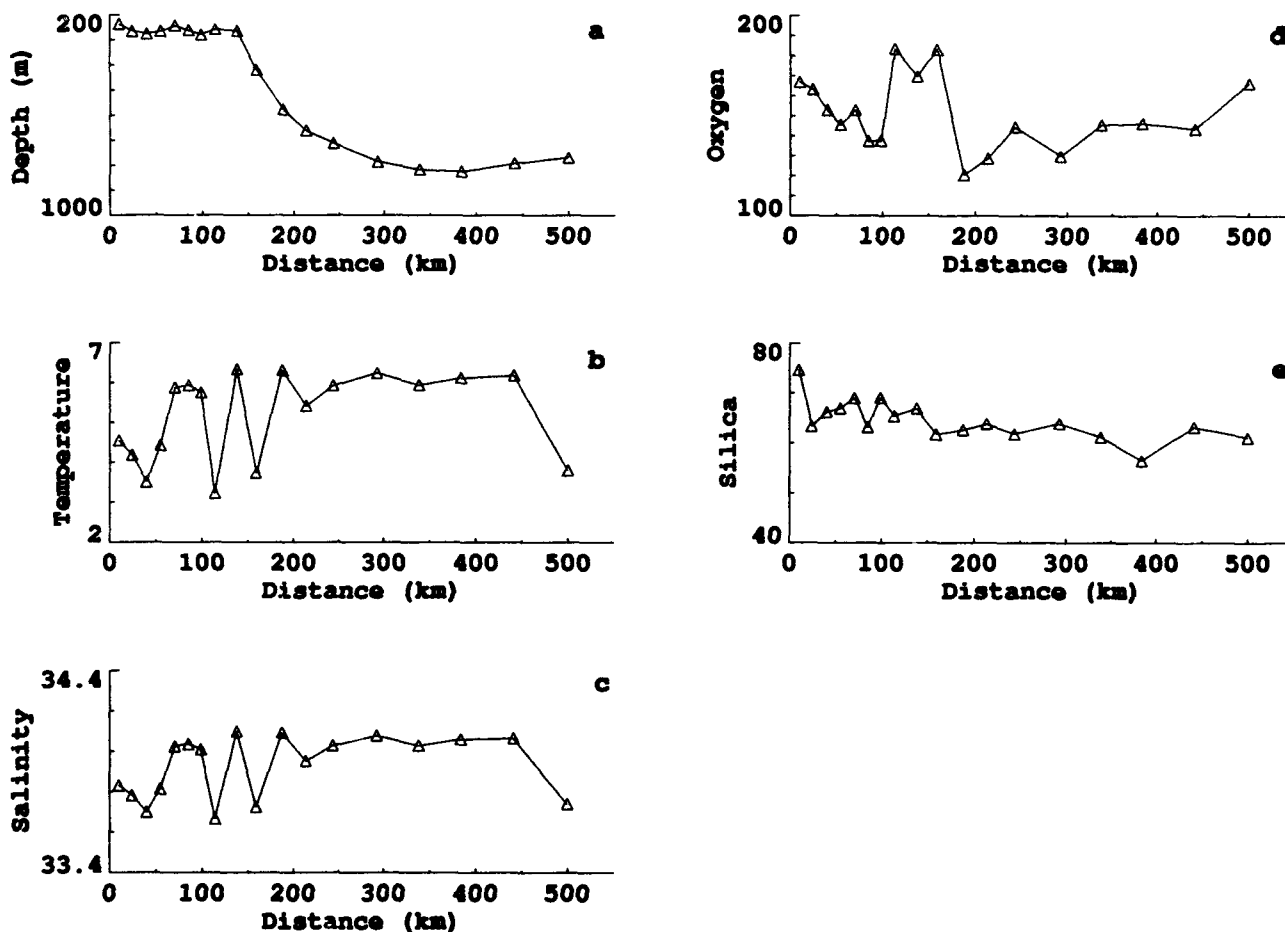 a
200
Depth (m)
1000
0 100 200 300 400 500
Distance (km)
b
7
Temperature
2
0 100 200 300 400 500
Distance (km)
c
34.4
Salinity
33.4
0 100 200 300 400 500
Distance (km)
d
200
Oxygen
100
0 100 200 300 400 500
Distance (km)
e
80
Silica
40
0 100 200 300 400 500
Distance (km)